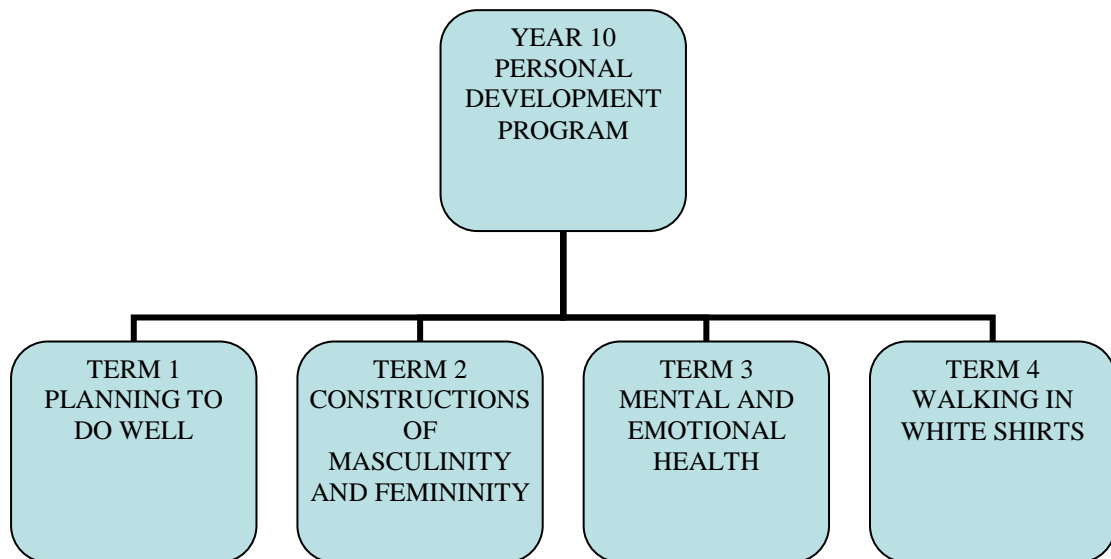 YEAR 10
PERSONAL
DEVELOPMENT
PROGRAM
TERM 1
PLANNING TO
DO WELL
TERM 2
CONSTRUCTIONS
OF
MASCULINITY
AND FEMININITY
TERM 3
MENTAL AND
EMOTIONAL
HEALTH
TERM 4
WALKING IN
WHITE SHIRTS